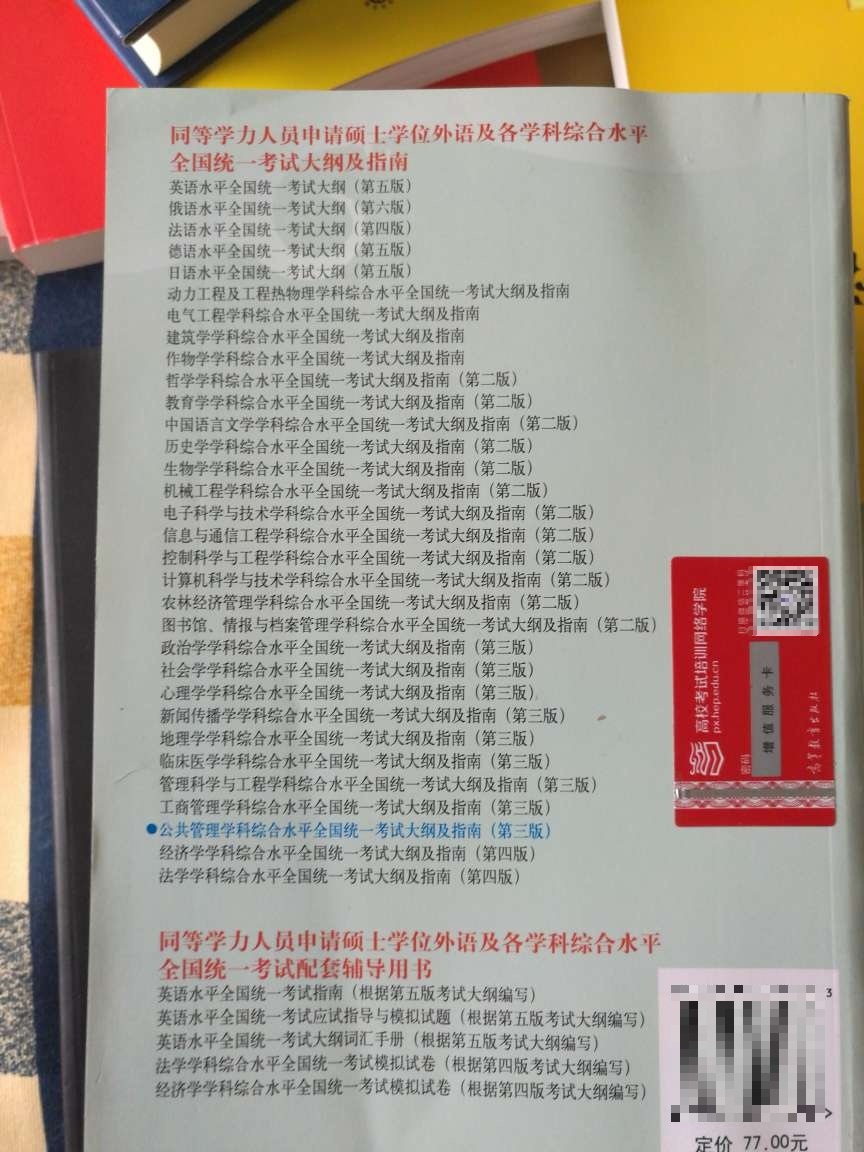 同等学力人员申请硕士学位外语及各学科综合水平
全国统一考试大纲及指南
英语水平全国统一考试大纲（第五版）
俄语水平全国统一考试大纲（第六版）
法语水平全国统一考试大纲（第四版）
德语水平全国统一考试大纲（第五版）
日语水平全国统一考试大纲（第五版）
动力工程及工程热物理学科综合水平全国统一考试大纲及指南
电气工程学科综合水平全国统一考试大纲及指南
建筑学学科综合水平全国统一考试大纲及指南
作物学学科综合水平全国统一考试大纲及指南
哲学学科综合水平全国统一考试大纲及指南（第二版）
教育学学科综合水平全国统一考试大纲及指南（第二版）
中国语言文学学科综合水平全国统一考试大纲及指南（第二版）
历史学学科综合水平全国统一考试大纲及指南（第二版）
生物学学科综合水平全国统一考试大纲及指南（第二版）
机械工程学科综合水平全国统一考试大纲及指南（第二版）
电子科学与技术学科综合水平全国统一考试大纲及指南（第二版）
信息与通信工程学科综合水平全国统一考试大纲及指南（第二版）
控制科学与工程学科综合水平全国统一考试大纲及指南（第二版）
计算机科学与技术学科综合水平全国统一考试大纲及指南（第二版）
农林经济管理学科综合水平全国统一考试大纲及指南（第二版）
图书馆、情报与档案管理学科综合水平全国统一考试大纲及指南（第二版）
政治学学科综合水平全国统一考试大纲及指南（第三版）
社会学学科综合水平全国统一考试大纲及指南（第三版）
心理学学科综合水平全国统一考试大纲及指南（第三版）
新闻传播学学科综合水平全国统一考试大纲及指南（第三版）
地理学学科综合水平全国统一考试大纲及指南（第三版）
临床医学学科综合水平全国统一考试大纲及指南（第三版）
管理科学与工程学科综合水平全国统一考试大纲及指南（第三版）
工商管理学科综合水平全国统一考试大纲及指南（第三版）
●公共管理学科综合水平全国统一考试大纲及指南（第三版）
经济学学科综合水平全国统一考试大纲及指南（第四版）
法学学科综合水平全国统一考试大纲及指南（第四版）
同等学力人员申请硕士学位外语及各学科综合水平
全国统一考试配套辅导用书
英语水平全国统一考试指南（根据第五版考试大纲编写）
英语水平全国统一考试应试指导与模拟试题（根据第五版考试大纲编写）
英语水平全国统一考试大纲词汇手册（根据第五版考试大纲编写）
法学学科综合水平全国统一考试模拟试卷（根据第四版考试大纲编写）
经济学学科综合水平全国统一考试模拟试卷（根据第四版考试大纲编写）
高校考试培训网络学院
px.hep.edu.cn
密码
增值服务卡
高等教育出版社
3
>
定价 77.00元